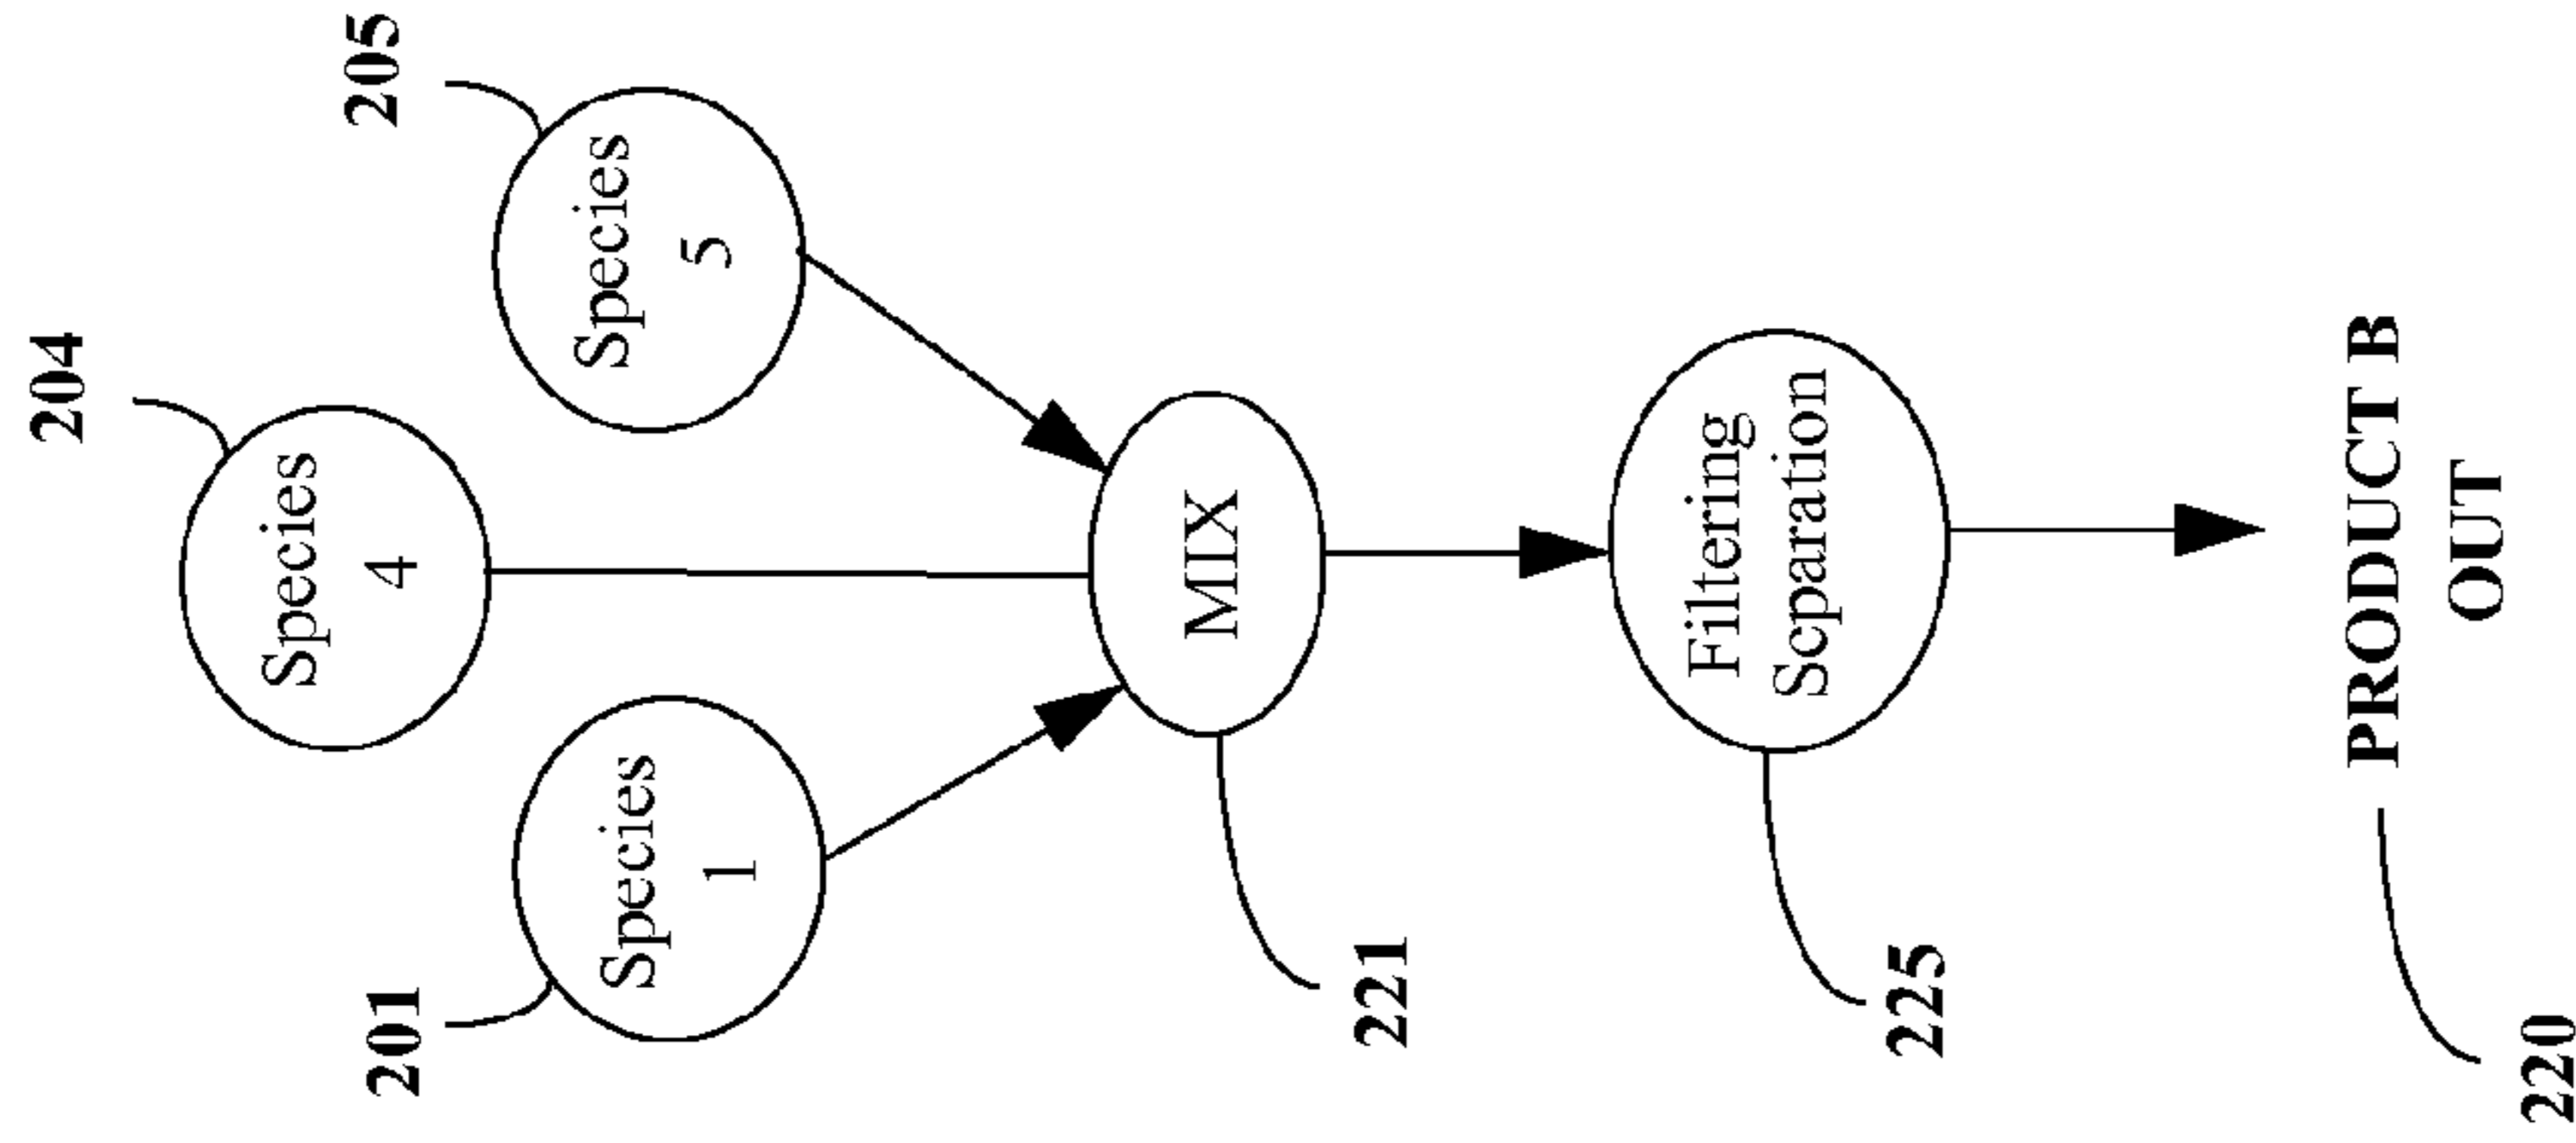 204
Species
4
201
205
Species
1
Species
5
MIX
221
Filtering
Scparation
225
PRODUCT B
OUT
220